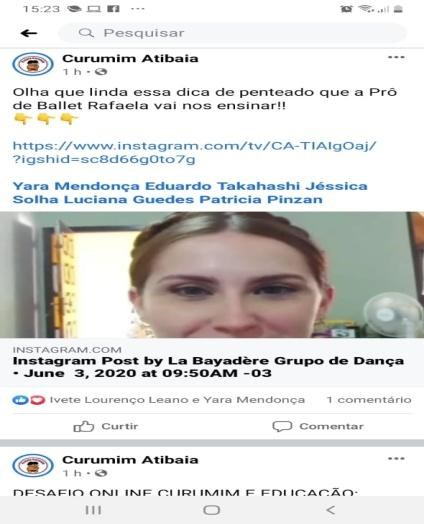 15:23
Pesquisar
Curumim Atibaia
1 h
Olha que linda essa dica de penteado que a Prô
de Ballet Rafaela vai nos ensinar!!
https://www.instagram.com/tv/CA-TIAIgOaj/
?igshid=sc8d66g0to7g
Yara Mendonça Eduardo Takahashi Jéssica
Solha Luciana Guedes Patricia Pinzan
INSTAGRAM.COM
Instagram Post by La Bayadère Grupo de Dança
• June 3, 2020 at 09:50AM -03
Ivete Lourenço Leano e Yara Mendonça 1 comentário
Curtir Comentar
Curumim Atibaia
1 h
DESAFIO ONLINE CURUMIM E EDUCAÇÃO: